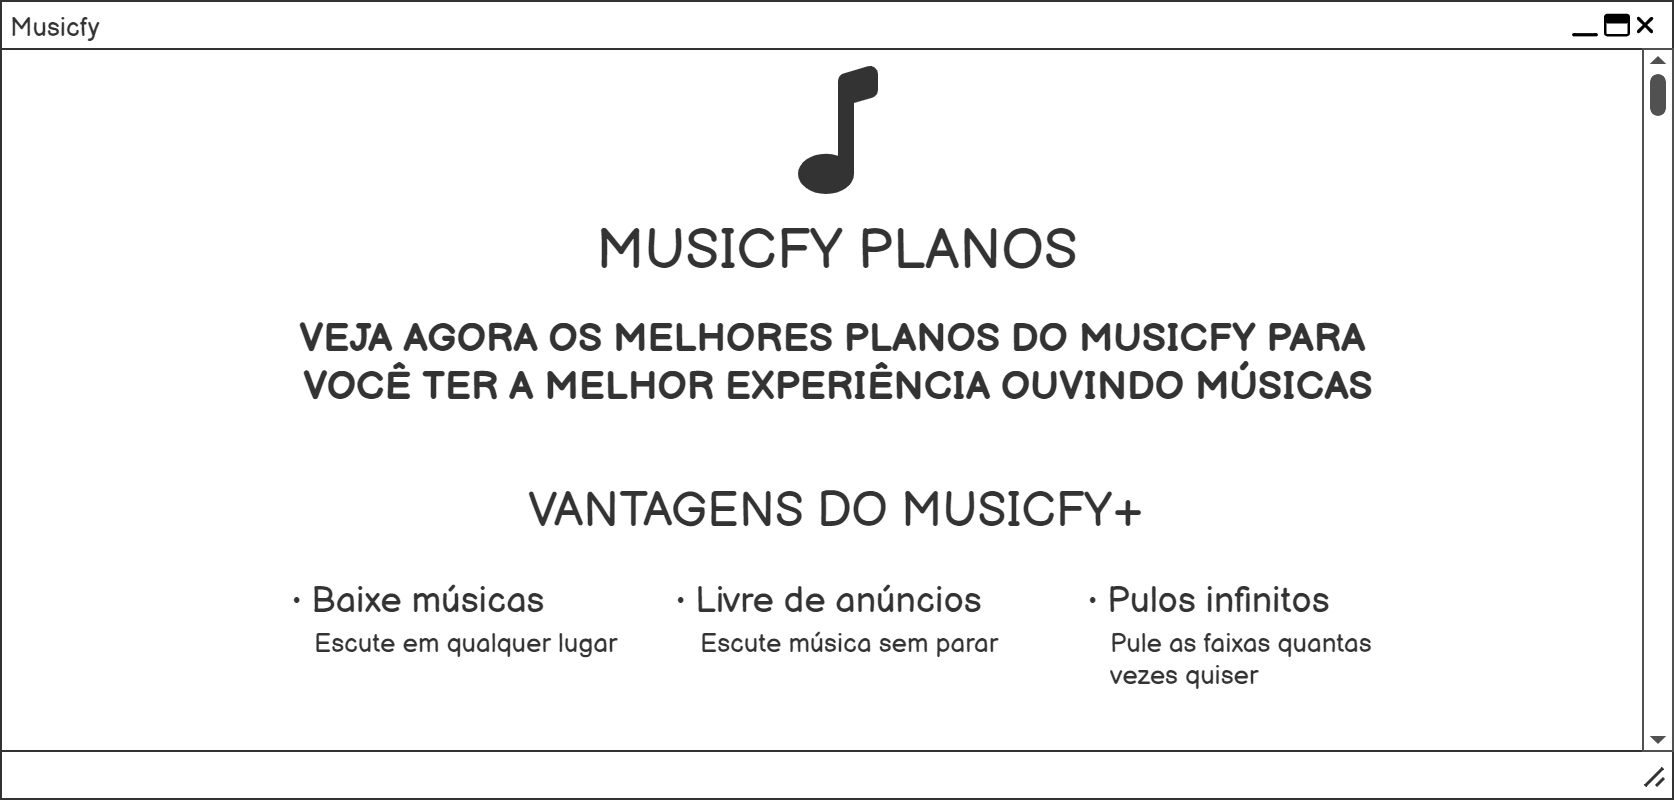 Musicfy
MUSICFY PLANOS
VEJA AGORA OS MELHORES PLANOS DO MUSICFY PARA
VOCÊ TER A MELHOR EXPERIÊNCIA OUVINDO MÚSICAS
VANTAGENS DO MUSICFY+
• Baixe músicas
Escute em qualquer lugar
• Livre de anúncios
Escute música sem parar
• Pulos infinitos
Pule as faixas quantas
vezes quiser